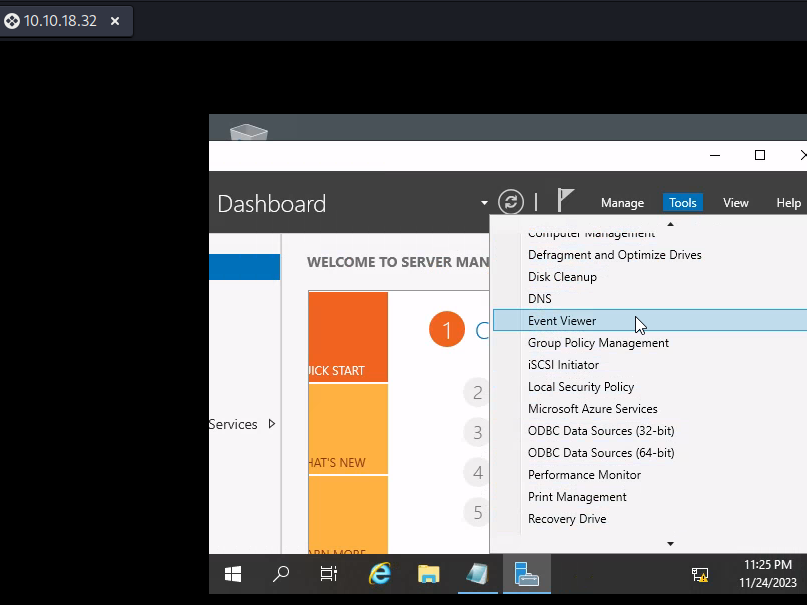 10.10.18.32
Dashboard
Manage
Tools
View
Help
Computer Management
Defragment and Optimize Drives
Disk Cleanup
DNS
Event Viewer
Group Policy Management
iSCSI Initiator
Local Security Policy
Microsoft Azure Services
ODBC Data Sources (32-bit)
ODBC Data Sources (64-bit)
Performance Monitor
Print Management
Recovery Drive
WELCOME TO SERVER MAN
UICK START
HAT'S NEW
ARN MORE
1 C
2
3
4
5
Services
11:25 PM
11/24/2023